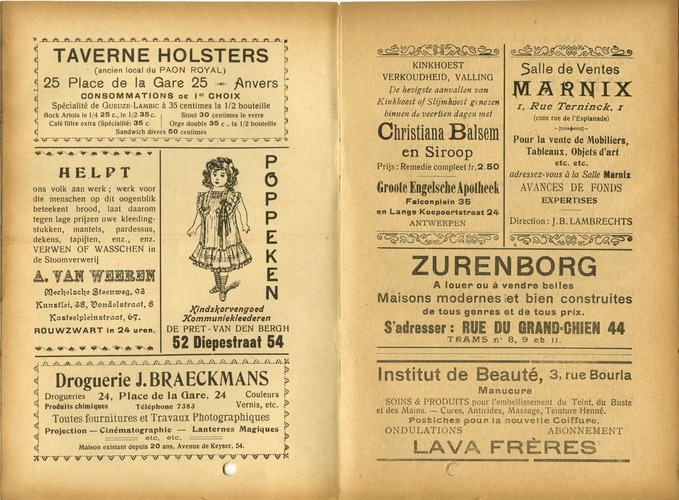 TAVERNE HOLSTERS
(ancien local du PAON ROYAL)
25 Place de la Gare 25 - Anvers
CONSOMMATIONS DE 1er CHOIX
Spécialité de GUEUZE-LAMBIC à 35 centimes la 1/2 bouteille
Rock Artois le 1/4 25 c., le 1/2 35 c.
Café filtre extra (Spécialité) 35 c.
Stout 30 centimes le verre
Orge double 35 c., la 1/2 bouteille
Sandwich divers 50 centimes
HELPT
ons volk aan werk; werk voor
die menschen op dit oogenblik
beteekent brood, laat daarom
tegen lage prijzen uwe kleeding-
stukken, mantels, pardessus,
dekens, tapijten, enz., enz.
VERWEN OF WASSCHEN in
de Stoomververij
A. VAN WEEREN
Mechelsche Steenweg, 93
Kunstlei, 38, Vondelstraat, 8
Kasteelpleinstraat, 67.
ROUWZWART in 24 uren.
POPPEKEN
Kindskorvengoed
Kommuniekleederen
DE PRET-VAN DEN BERGH
52 Diepestraat 54
Droguerie J. BRAECKMANS
Drogueries 24, Place de la Gare, 24 Couleurs
Produits chimiques Téléphone 7383 Vernis, etc.
Toutes fournitures et Travaux Photographiques
Projection — Cinématographie — Lanternes Magiques
etc. etc.
Maison existant depuis 20 ans, Avenue de Keyser, 54.
KINKHOEST
VERKOUDHEID, VALLING
De hevigste aanvallen van
Kinkhoest of Slijmhoest genezen
binnen de veertien dagen met
Christiana Balsem
en Siroop
Prijs: Remedie compleet fr. 2.50
Groote Engelsche Apotheek
Falconplein 35
en Lange Koepoortstraat 24
ANTWERPEN
Salle de Ventes
MARNIX
1, Rue Terninck, 1
(coin rue de l'Esplanade)
Pour la vente de Mobiliers,
Tableaux, Objets d'art
etc. etc.
adressez-vous à la Salle Marnix
AVANCES DE FONDS
EXPERTISES
Direction: J. B. LAMBRECHTS
ZURENBORG
A louer ou à vendre belles
Maisons modernes et bien construites
de tous genres et de tous prix.
S'adresser: RUE DU GRAND-CHIEN 44
TRAMS n° 8, 9 et 11.
Institut de Beauté, 3, rue Bourla
Manucure
SOINS & PRODUITS pour l'embellissement du Teint, du Buste
et des Mains. — Cures, Antirides, Massage, Teinture Henné.
Postiches pour la nouvelle Coiffure.
ONDULATIONS ABONNEMENT
LAVA FRÈRES